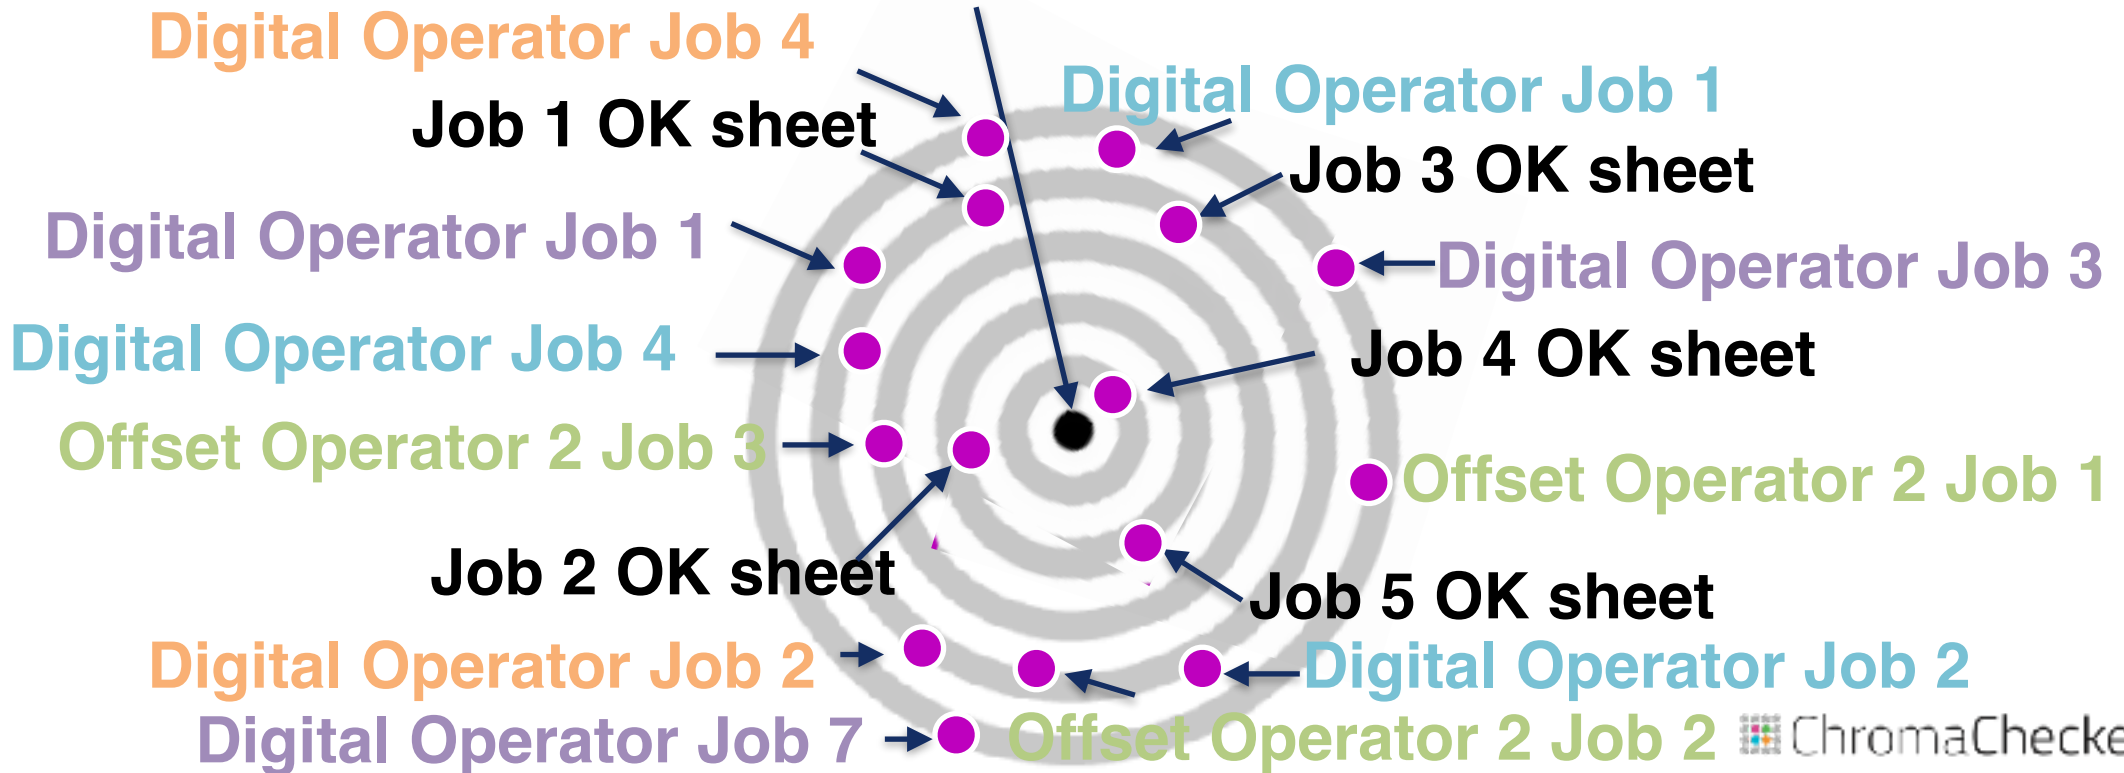 Digital Operator Job 4
Digital Operator Job 1
Job 1 OK sheet
Job 3 OK sheet
Digital Operator Job 1
Digital Operator Job 3
Digital Operator Job 4
Job 4 OK sheet
Offset Operator 2 Job 3
Offset Operator 2 Job 1
Job 2 OK sheet
Job 5 OK sheet
Digital Operator Job 2
Digital Operator Job 2
Digital Operator Job 7
Offset Operator 2 Job 2
ChromaChecke